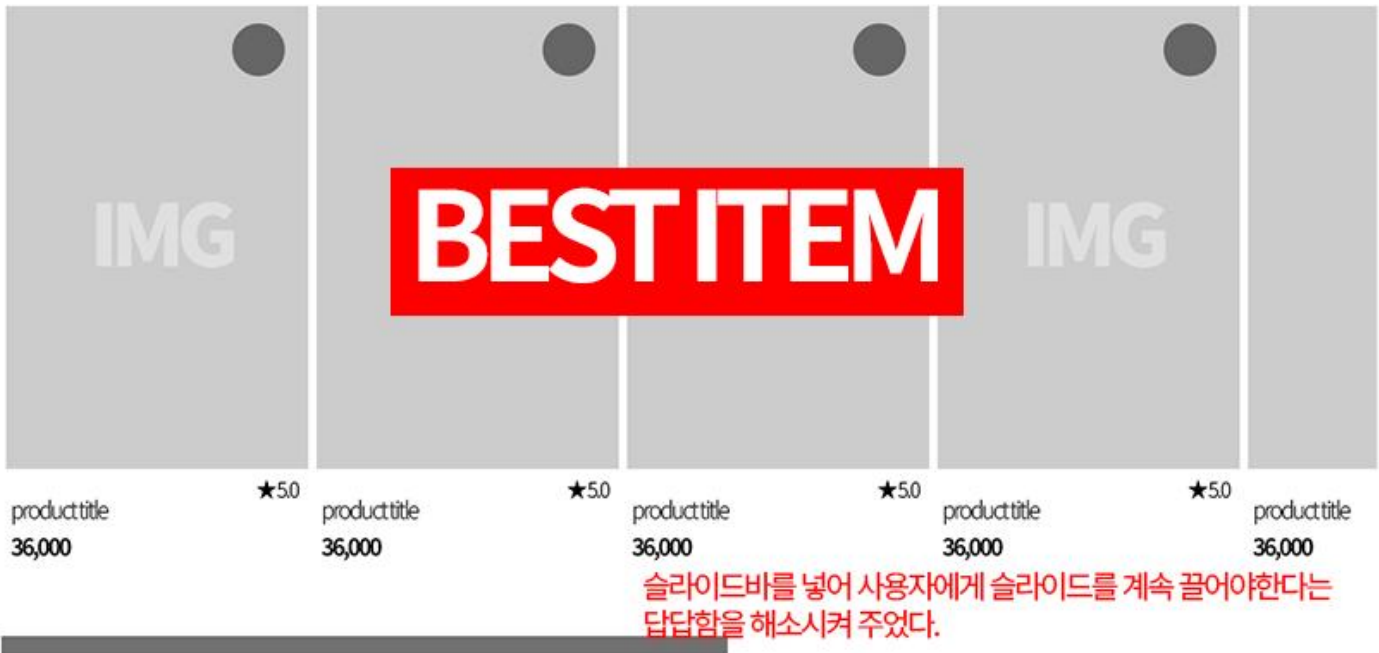 IMG
BEST ITEM
IMG
★5.0
★5.0
★5.0
★5.0
product title
product title
product title
product title
product title
36,000
36,000
36,000
36,000
36,000
슬라이드바를 넣어 사용자에게 슬라이드를 계속 끌어야한다는
답답함을 해소시켜 주었다.